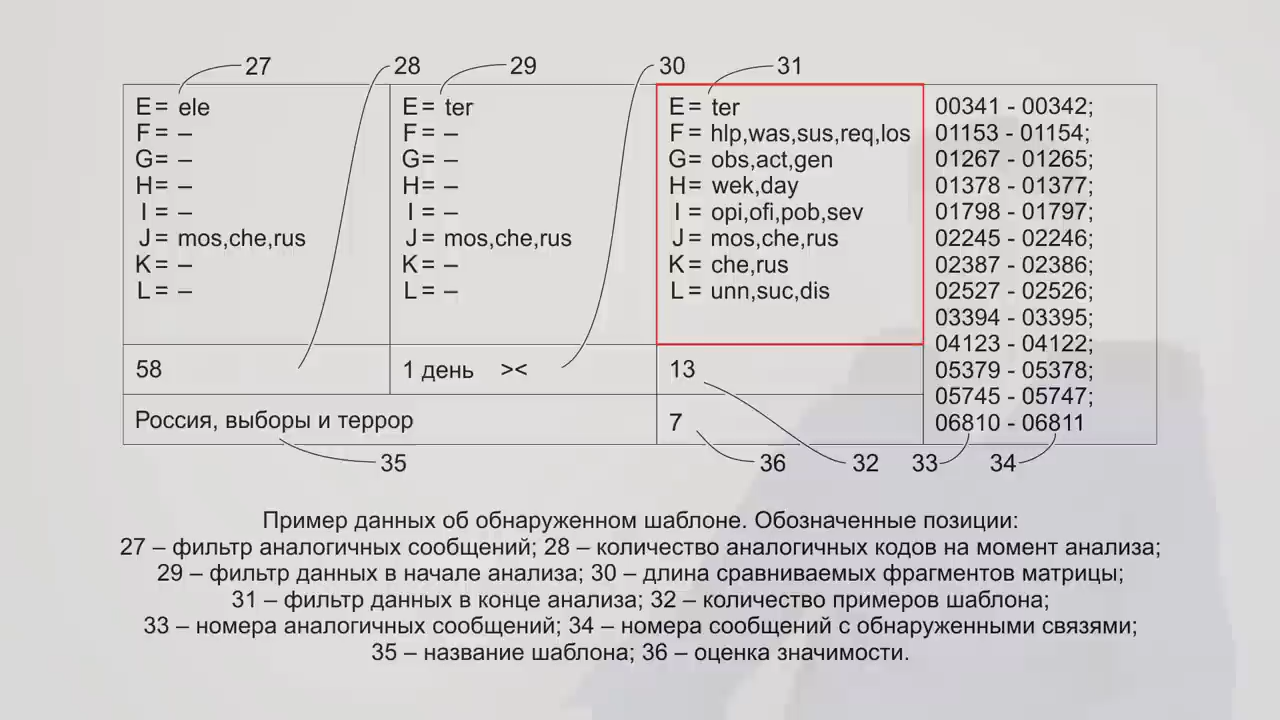 27 28 29 30 31
E= ele
F= –
G= –
H= –
I= –
J= mos,che,rus
K= –
L= –
E= ter
F= –
G= –
H= –
I= –
J= mos,che,rus
K= –
L= –
E= ter
F= hlp,was,sus,req,los
G= obs,act,gen
H= wek,day
I= opi,ofi,pob,sev
J= mos,che,rus
K= che,rus
L= unn,suc,dis
00341 - 00342;
01153 - 01154;
01267 - 01265;
01378 - 01377;
01798 - 01797;
02245 - 02246;
02387 - 02386;
02527 - 02526;
03394 - 03395;
04123 - 04122;
05379 - 05378;
05745 - 05747;
06810 - 06811
58
1 день ><
13
Россия, выборы и террор
7
35 36 32 33 34
Пример данных об обнаруженном шаблоне. Обозначенные позиции:
27 – фильтр аналогичных сообщений; 28 – количество аналогичных кодов на момент анализа;
29 – фильтр данных в начале анализа; 30 – длина сравниваемых фрагментов матрицы;
31 – фильтр данных в конце анализа; 32 – количество примеров шаблона;
33 – номера аналогичных сообщений; 34 – номера сообщений с обнаруженными связями;
35 – название шаблона; 36 – оценка значимости.